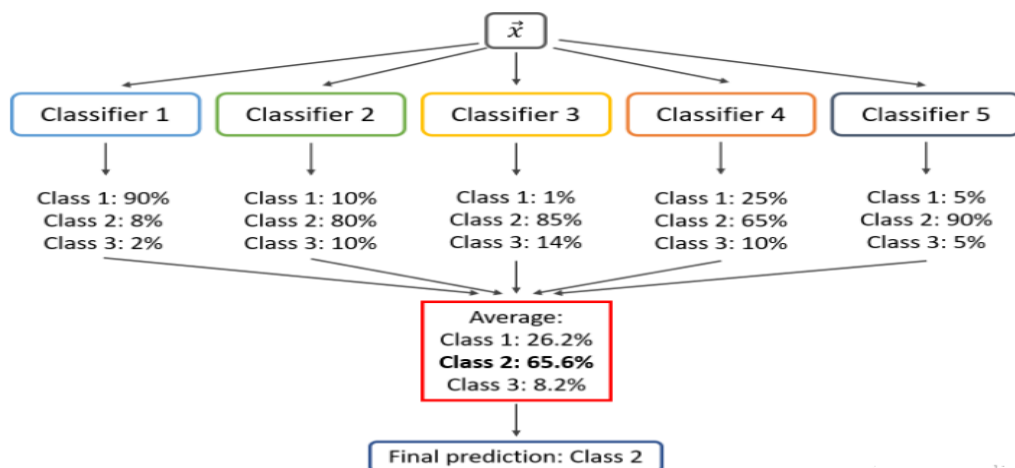 x⃗
Classifier 1
Classifier 2
Classifier 3
Classifier 4
Classifier 5
Class 1: 90%
Class 2: 8%
Class 3: 2%
Class 1: 10%
Class 2: 80%
Class 3: 10%
Class 1: 1%
Class 2: 85%
Class 3: 14%
Class 1: 25%
Class 2: 65%
Class 3: 10%
Class 1: 5%
Class 2: 90%
Class 3: 5%
Average:
Class 1: 26.2%
Class 2: 65.6%
Class 3: 8.2%
Final prediction: Class 2